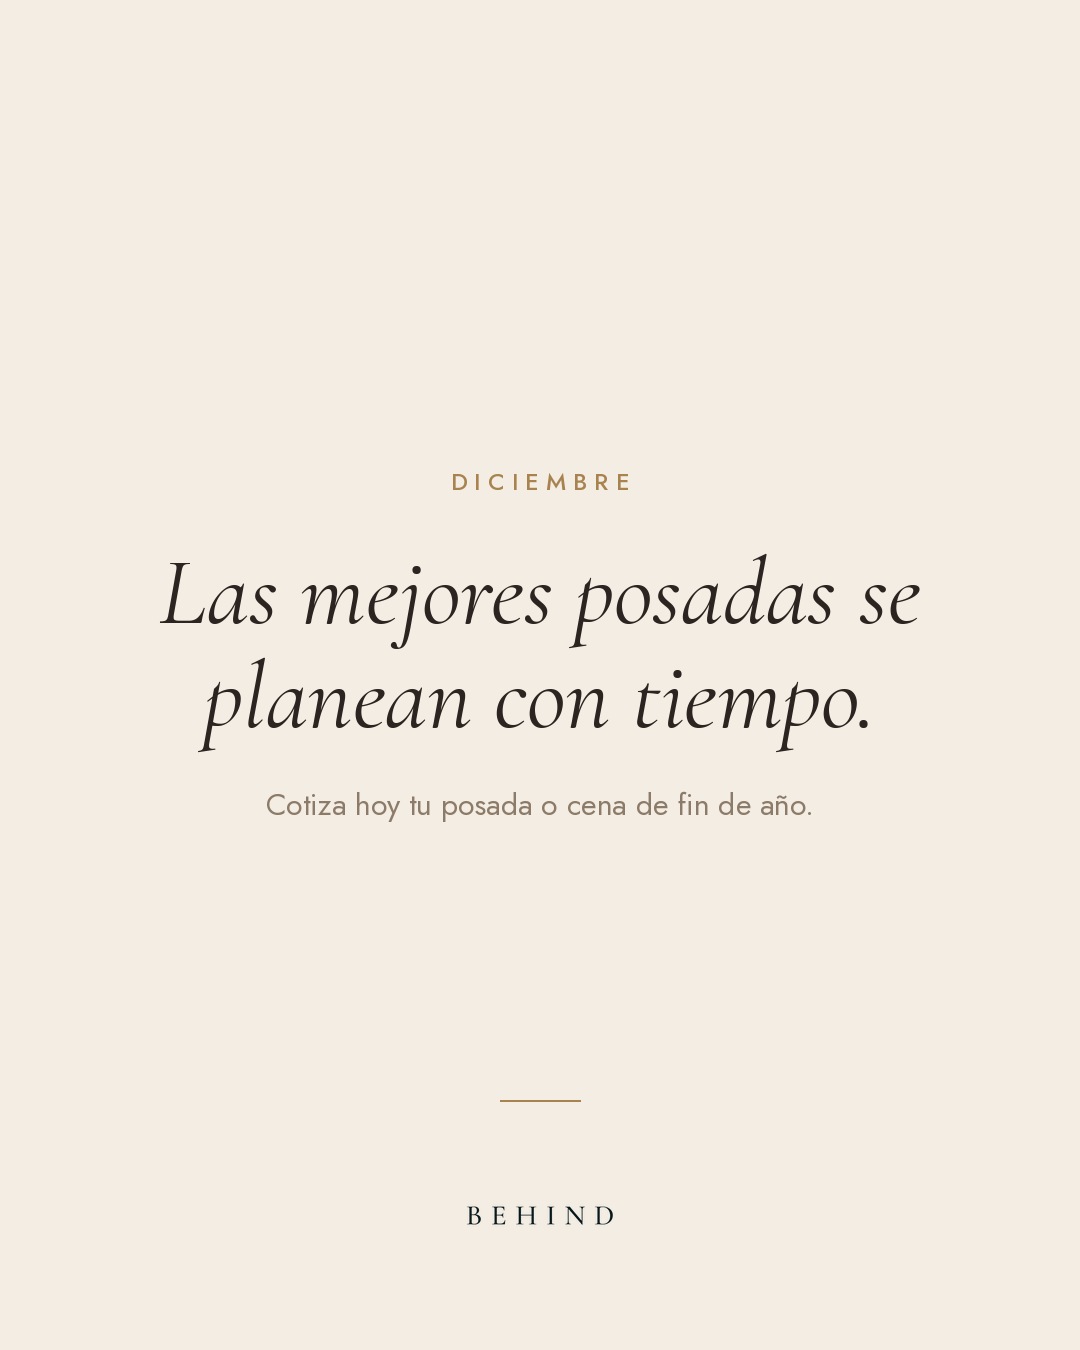 DICIEMBRE
Las mejores posadas se
planean con tiempo.
Cotiza hoy tu posada o cena de fin de año.
BEHIND